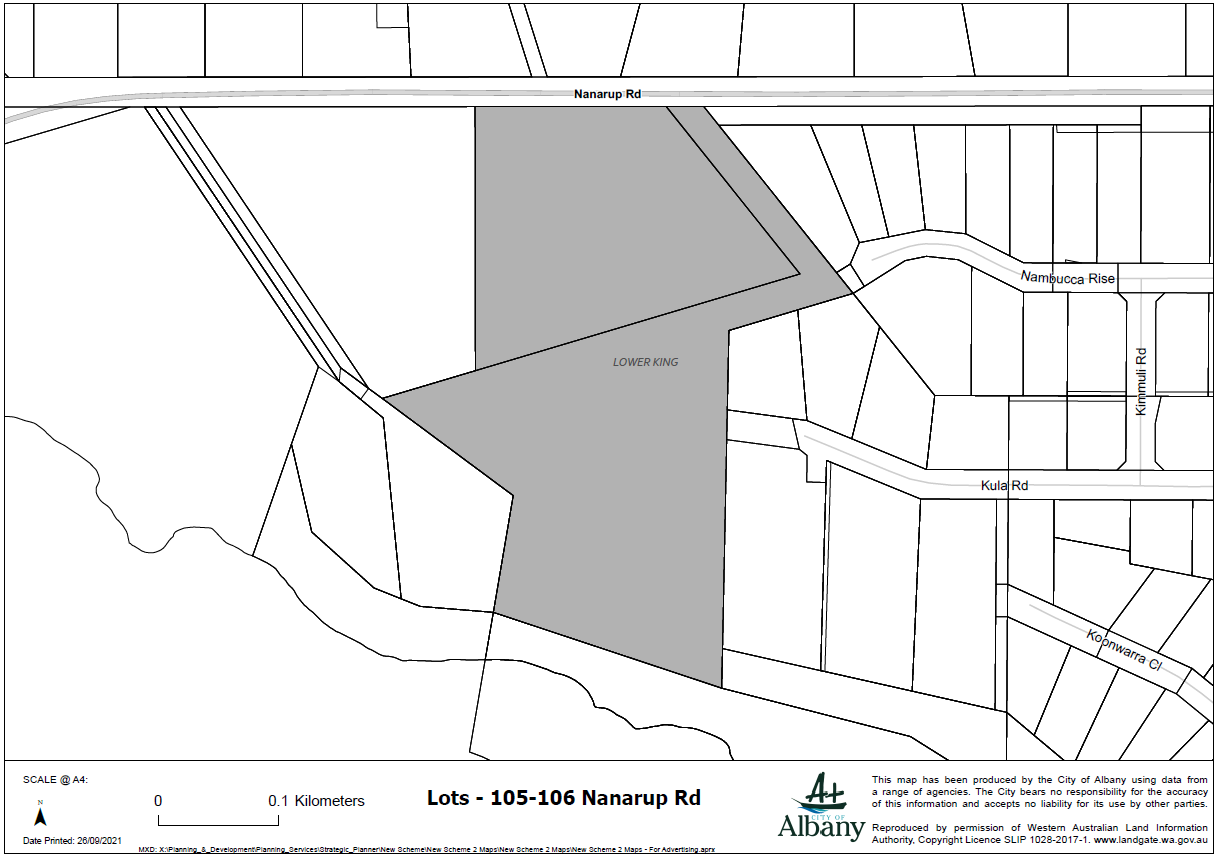 Nanarup Rd
Nambucca Rise
LOWER KING
Kimmuli Rd
Kula Rd
Koonwarra Cl
SCALE @ A4:
N
0 0.1 Kilometers
Date Printed: 26/09/2021
MXD: X:\Planning_&_Development\Planning_Services\Strategic_Planner\New Scheme\New Scheme 2 Maps\New Scheme 2 Maps\New Scheme 2 Maps - For Advertising.aprx
Lots - 105-106 Nanarup Rd
CITY OF
Albany
This map has been produced by the City of Albany using data from
a range of agencies. The City bears no responsibility for the accuracy
of this information and accepts no liability for its use by other parties.
Reproduced by permission of Western Australian Land Information
Authority, Copyright Licence SLIP 1028-2017-1. www.landgate.wa.gov.au